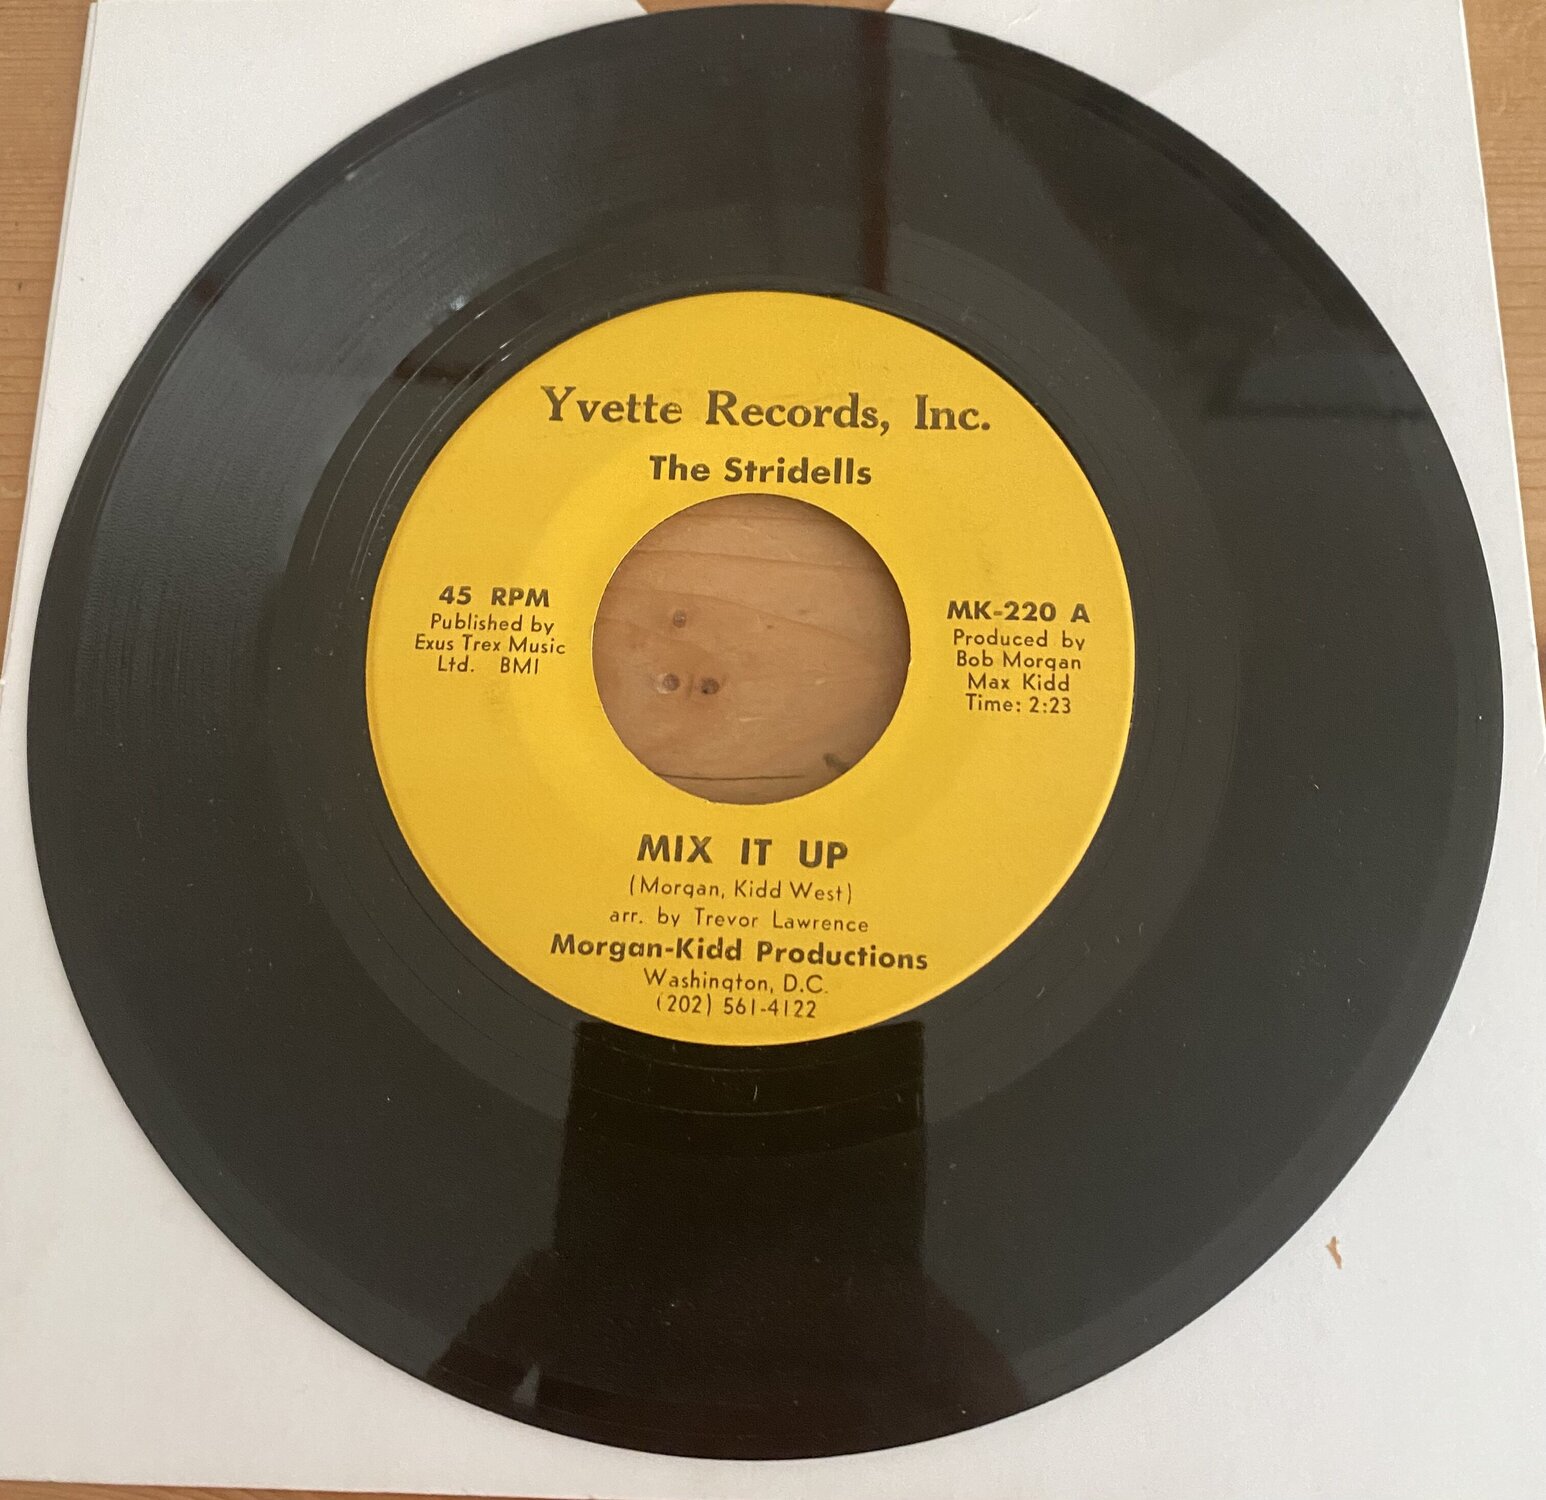 Yvette Records, Inc.
The Stridells
45 RPM
Published by
Exus Trex Music
Ltd. BMI
MK-220 A
Produced by
Bob Morgan
Max Kidd
Time: 2:23
MIX IT UP
(Morgan, Kidd West)
arr. by Trevor Lawrence
Morgan-Kidd Productions
Washington, D.C.
(202) 561-4122